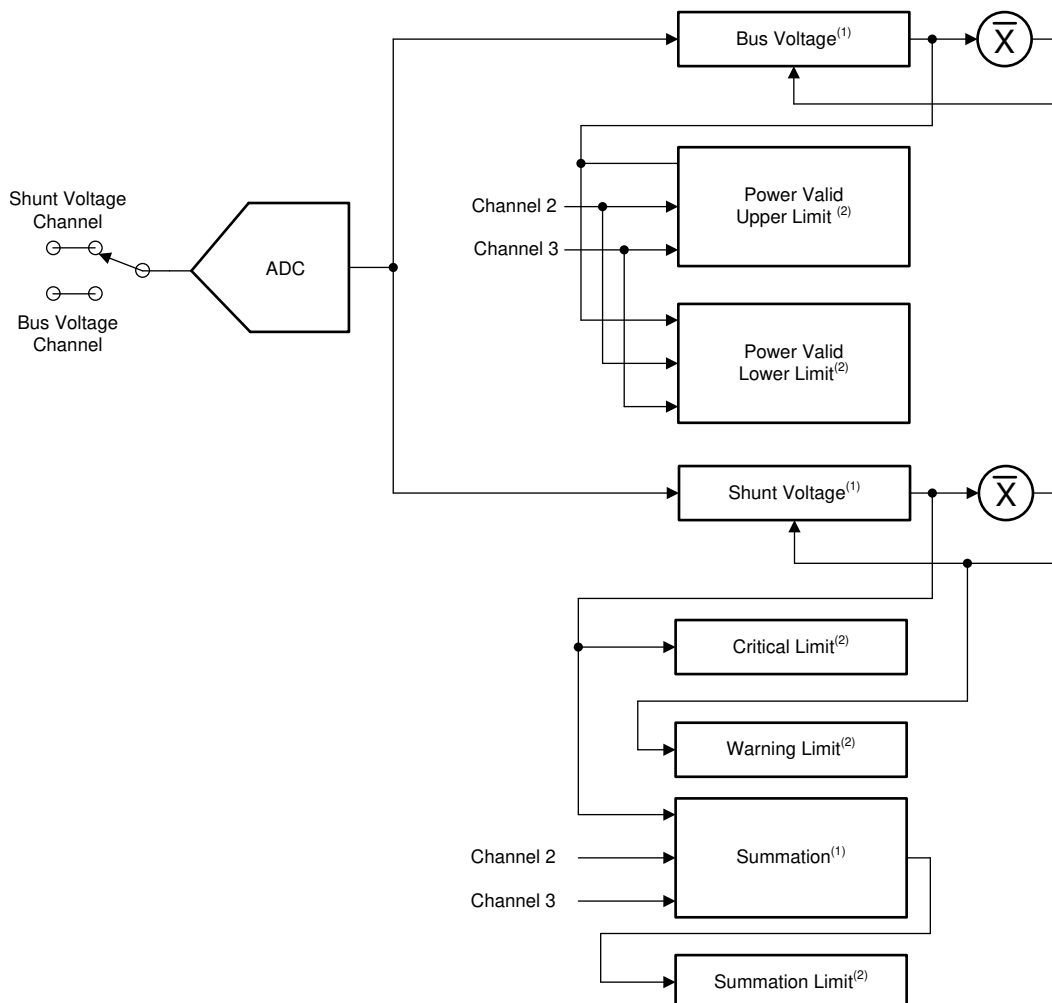 Bus Voltage(1)
X̅
Shunt Voltage
Channel
Bus Voltage
Channel
ADC
Channel 2
Channel 3
Power Valid
Upper Limit (2)
Power Valid
Lower Limit(2)
Shunt Voltage(1)
X̅
Critical Limit(2)
Warning Limit(2)
Channel 2
Channel 3
Summation(1)
Summation Limit(2)